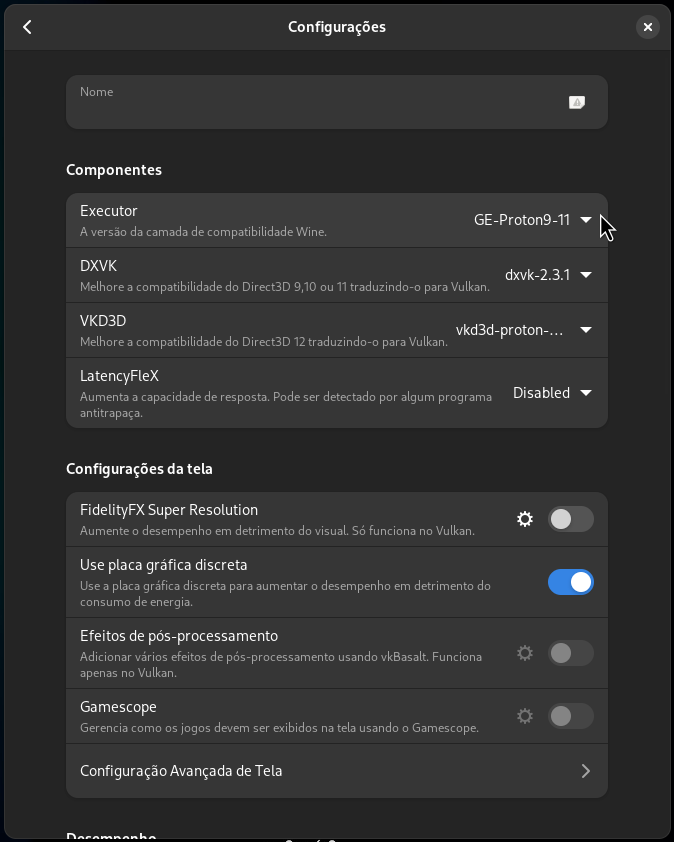 Configurações
Nome
Componentes
Executor
A versão da camada de compatibilidade Wine.
GE-Proton9-11
DXVK
Melhore a compatibilidade do Direct3D 9,10 ou 11 traduzindo-o para Vulkan.
dxvk-2.3.1
VKD3D
Melhore a compatibilidade do Direct3D 12 traduzindo-o para Vulkan.
vkd3d-proton-...
LatencyFleX
Aumenta a capacidade de resposta. Pode ser detectado por algum programa
antitrapaça.
Disabled
Configurações da tela
FidelityFX Super Resolution
Aumente o desempenho em detrimento do visual. Só funciona no Vulkan.
Use placa gráfica discreta
Use a placa gráfica discreta para aumentar o desempenho em detrimento do
consumo de energia.
Efeitos de pós-processamento
Adicionar vários efeitos de pós-processamento usando vkBasalt. Funciona
apenas no Vulkan.
Gamescope
Gerencia como os jogos devem ser exibidos na tela usando o Gamescope.
Configuração Avançada de Tela
Desempenho